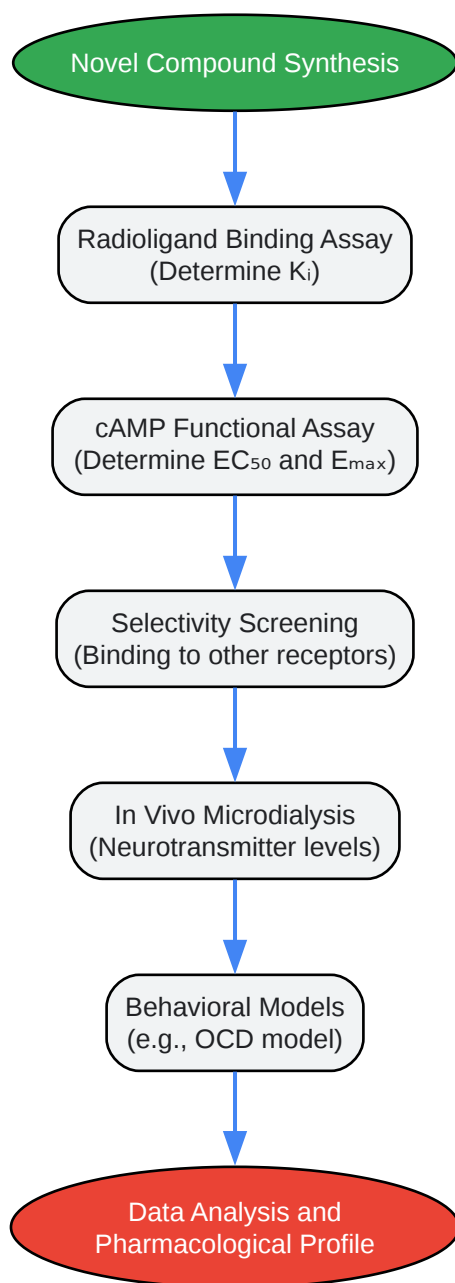 Novel Compound Synthesis
Radioligand Binding Assay
(Determine Kᵢ)
cAMP Functional Assay
(Determine EC₅₀ and Eₘₐₓ)
Selectivity Screening
(Binding to other receptors)
In Vivo Microdialysis
(Neurotransmitter levels)
Behavioral Models
(e.g., OCD model)
Data Analysis and
Pharmacological Profile